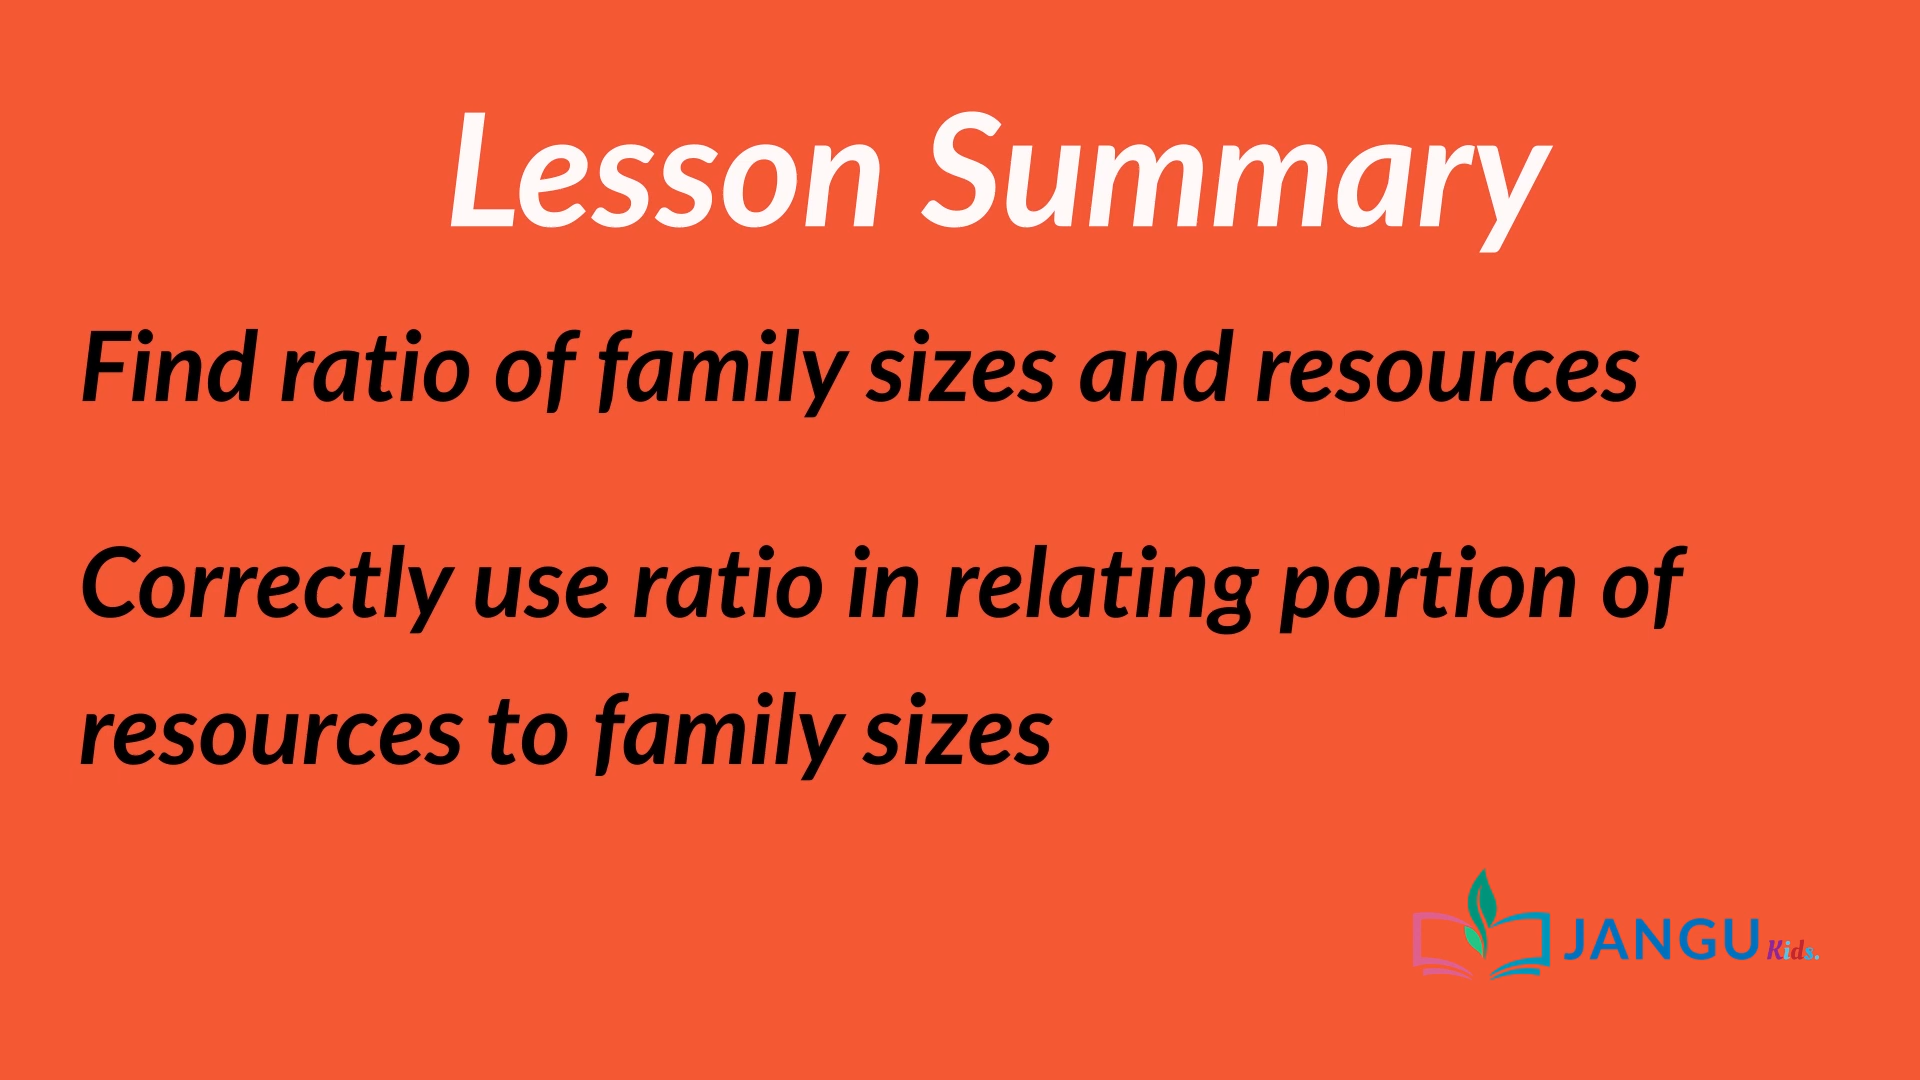 Lesson Summary
Find ratio of family sizes and resources
Correctly use ratio in relating portion of
resources to family sizes
JANGU Kids.